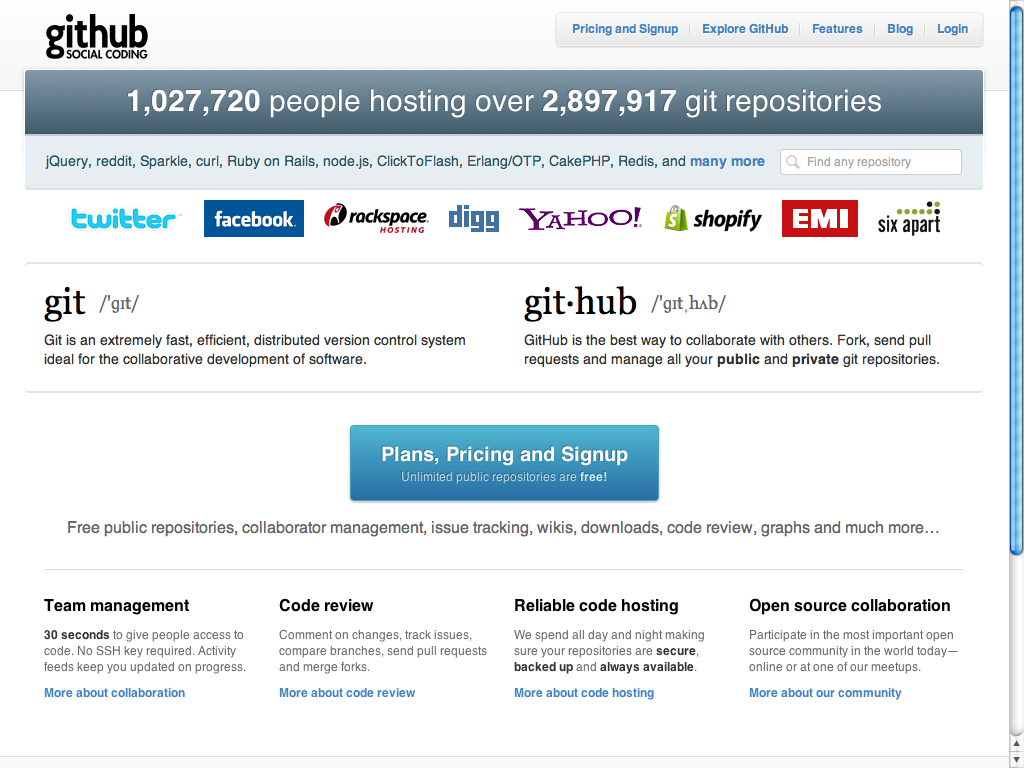 github
SOCIAL CODING
Pricing and Signup Explore GitHub Features Blog Login
1,027,720 people hosting over 2,897,917 git repositories
jQuery, reddit, Sparkle, curl, Ruby on Rails, node.js, ClickToFlash, Erlang/OTP, CakePHP, Redis, and many more
Find any repository
twitter facebook. rackspace. HOSTING digg YAHOO! shopify EMI six apart
git /'gɪt/
Git is an extremely fast, efficient, distributed version control system
ideal for the collaborative development of software.
git·hub /'gɪtˌhʌb/
GitHub is the best way to collaborate with others. Fork, send pull
requests and manage all your public and private git repositories.
Plans, Pricing and Signup
Unlimited public repositories are free!
Free public repositories, collaborator management, issue tracking, wikis, downloads, code review, graphs and much more…
Team management
30 seconds to give people access to
code. No SSH key required. Activity
feeds keep you updated on progress.
More about collaboration
Code review
Comment on changes, track issues,
compare branches, send pull requests
and merge forks.
More about code review
Reliable code hosting
We spend all day and night making
sure your repositories are secure,
backed up and always available.
More about code hosting
Open source collaboration
Participate in the most important open
source community in the world today—
online or at one of our meetups.
More about our community